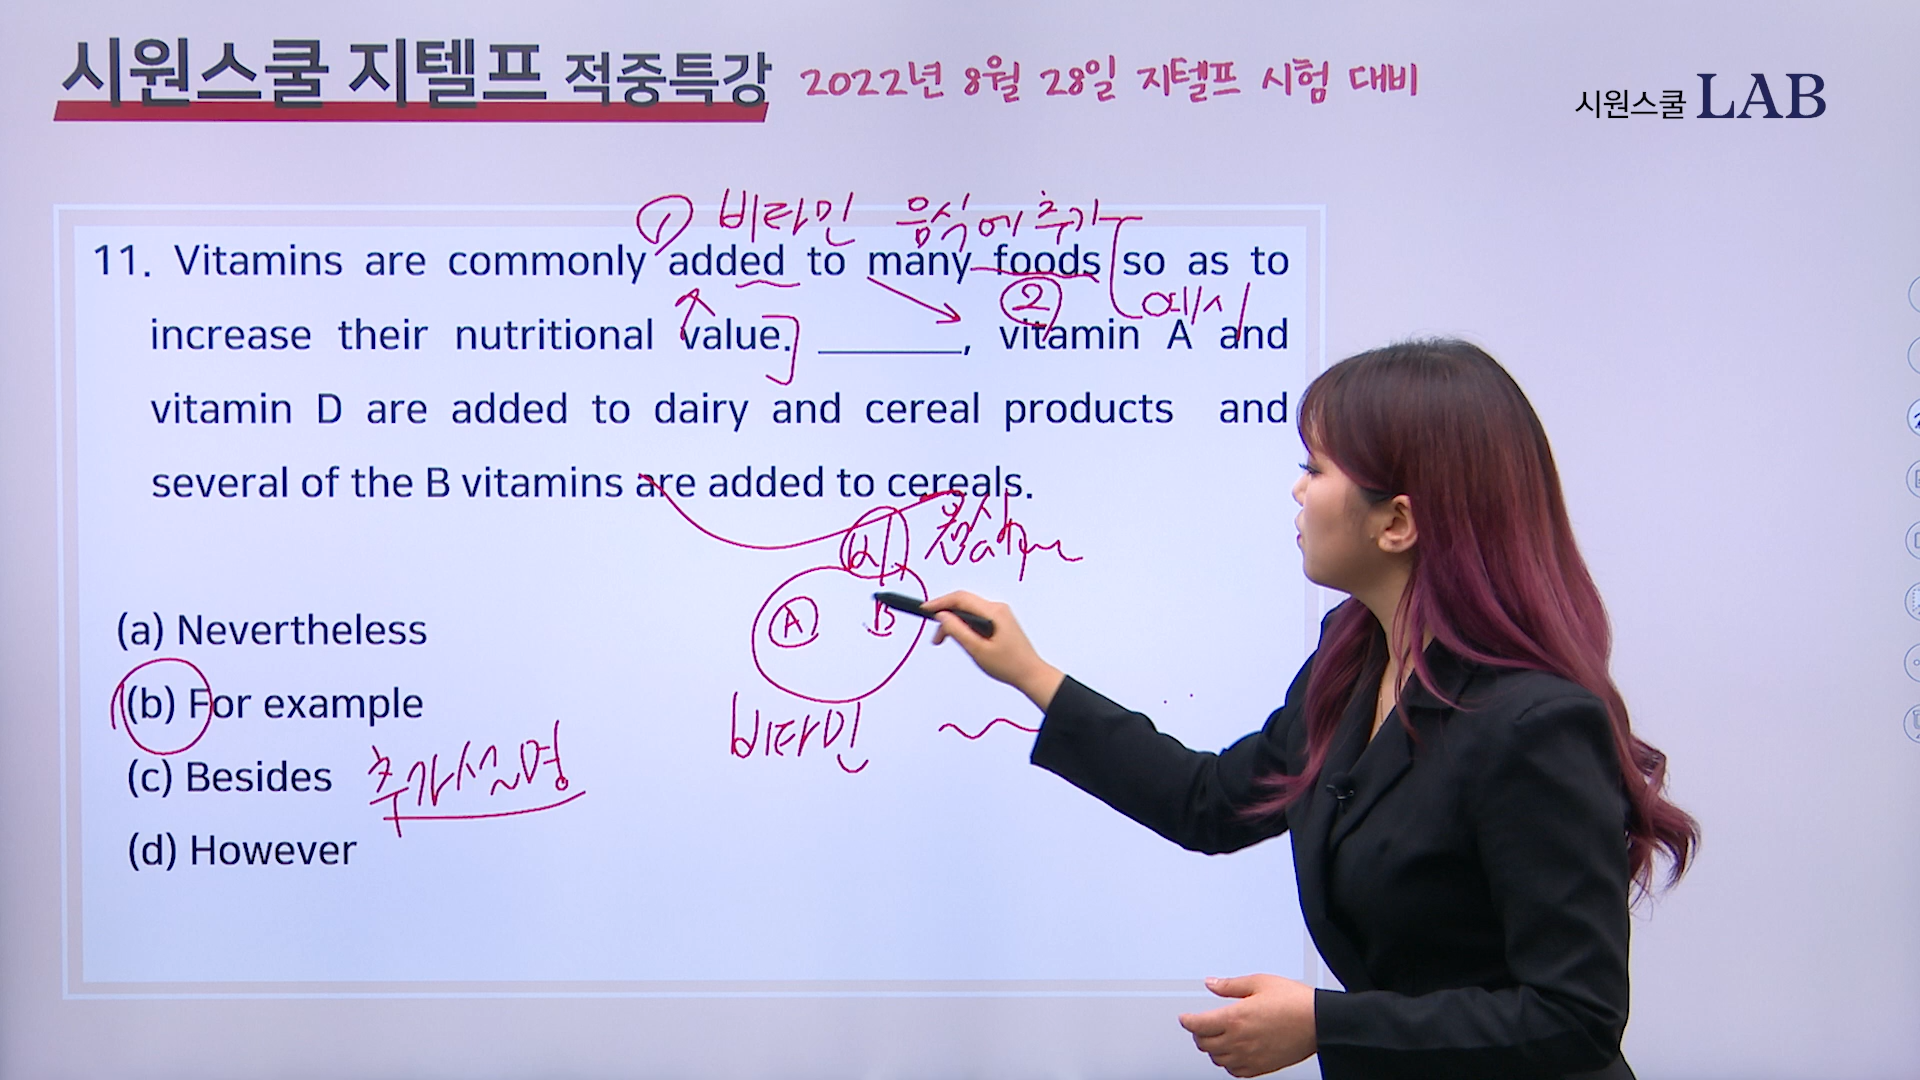 시원스쿨 지텔프 적중특강 2022년 8월 28일 지텔프 시험 대비
시원스쿨 LAB
① 비타민 음식에 추가
11. Vitamins are commonly added to many foods so as to
② 예시
increase their nutritional value. ______, vitamin A and
vitamin D are added to dairy and cereal products and
several of the B vitamins are added to cereals.
(a) Nevertheless
A B
(b) For example
비타민
(c) Besides 추가설명
(d) However